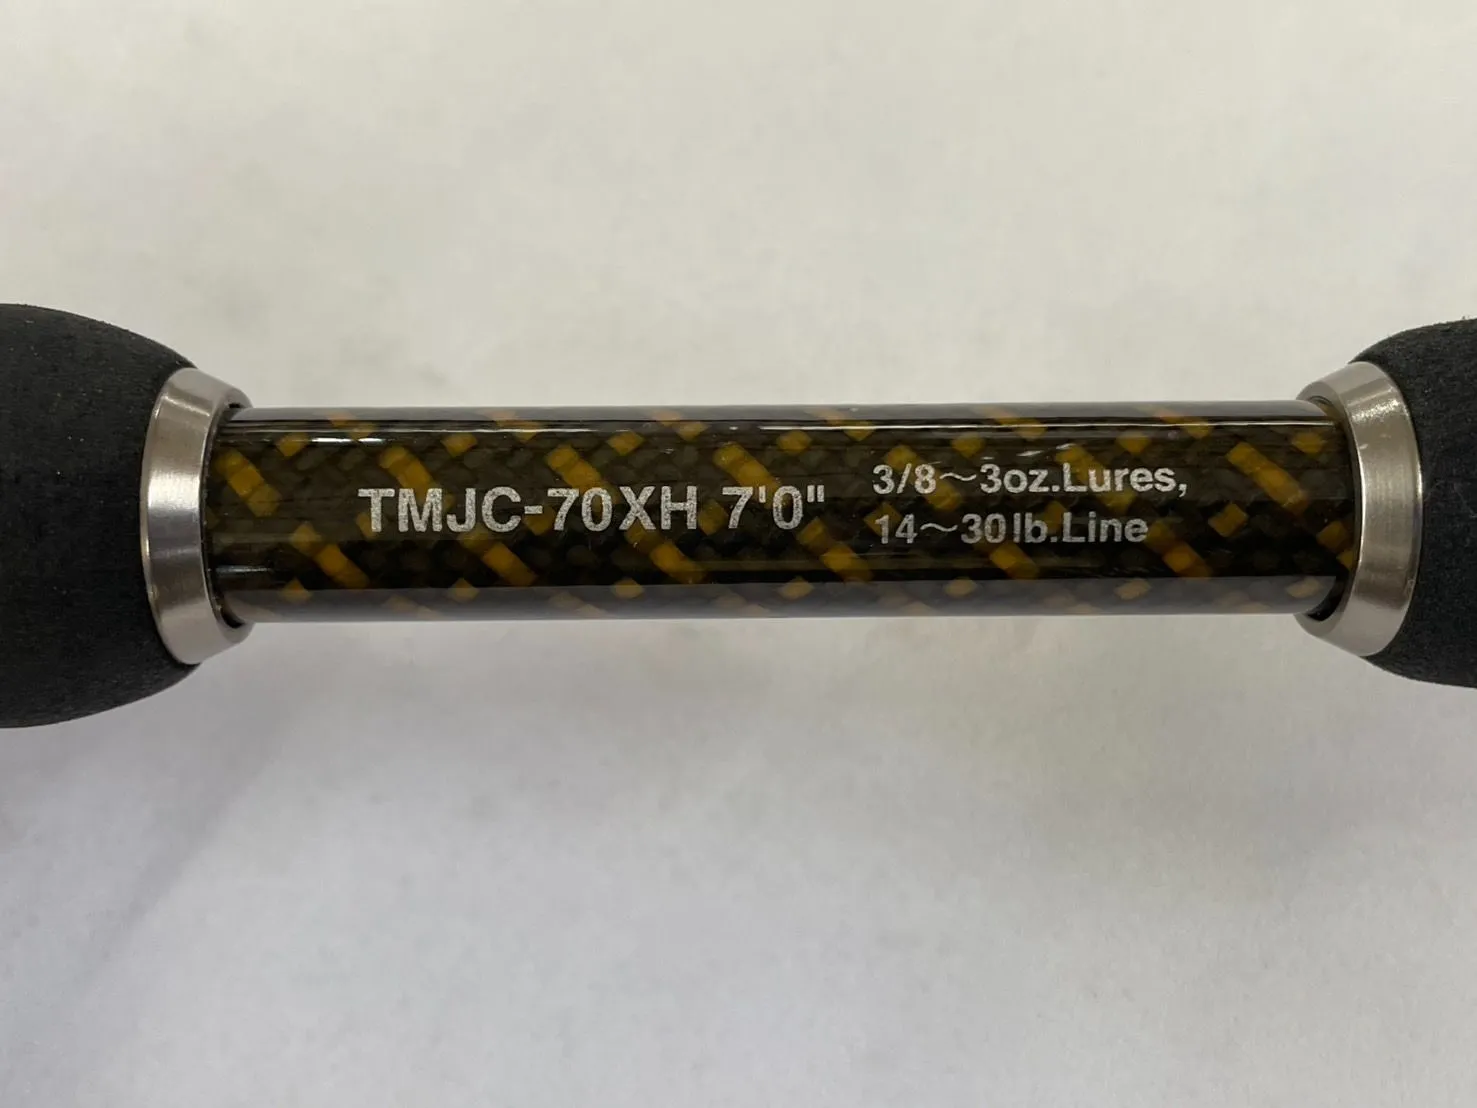 TMJC-70XH 7'0"
3/8～3oz.Lures,
14～30lb.Line